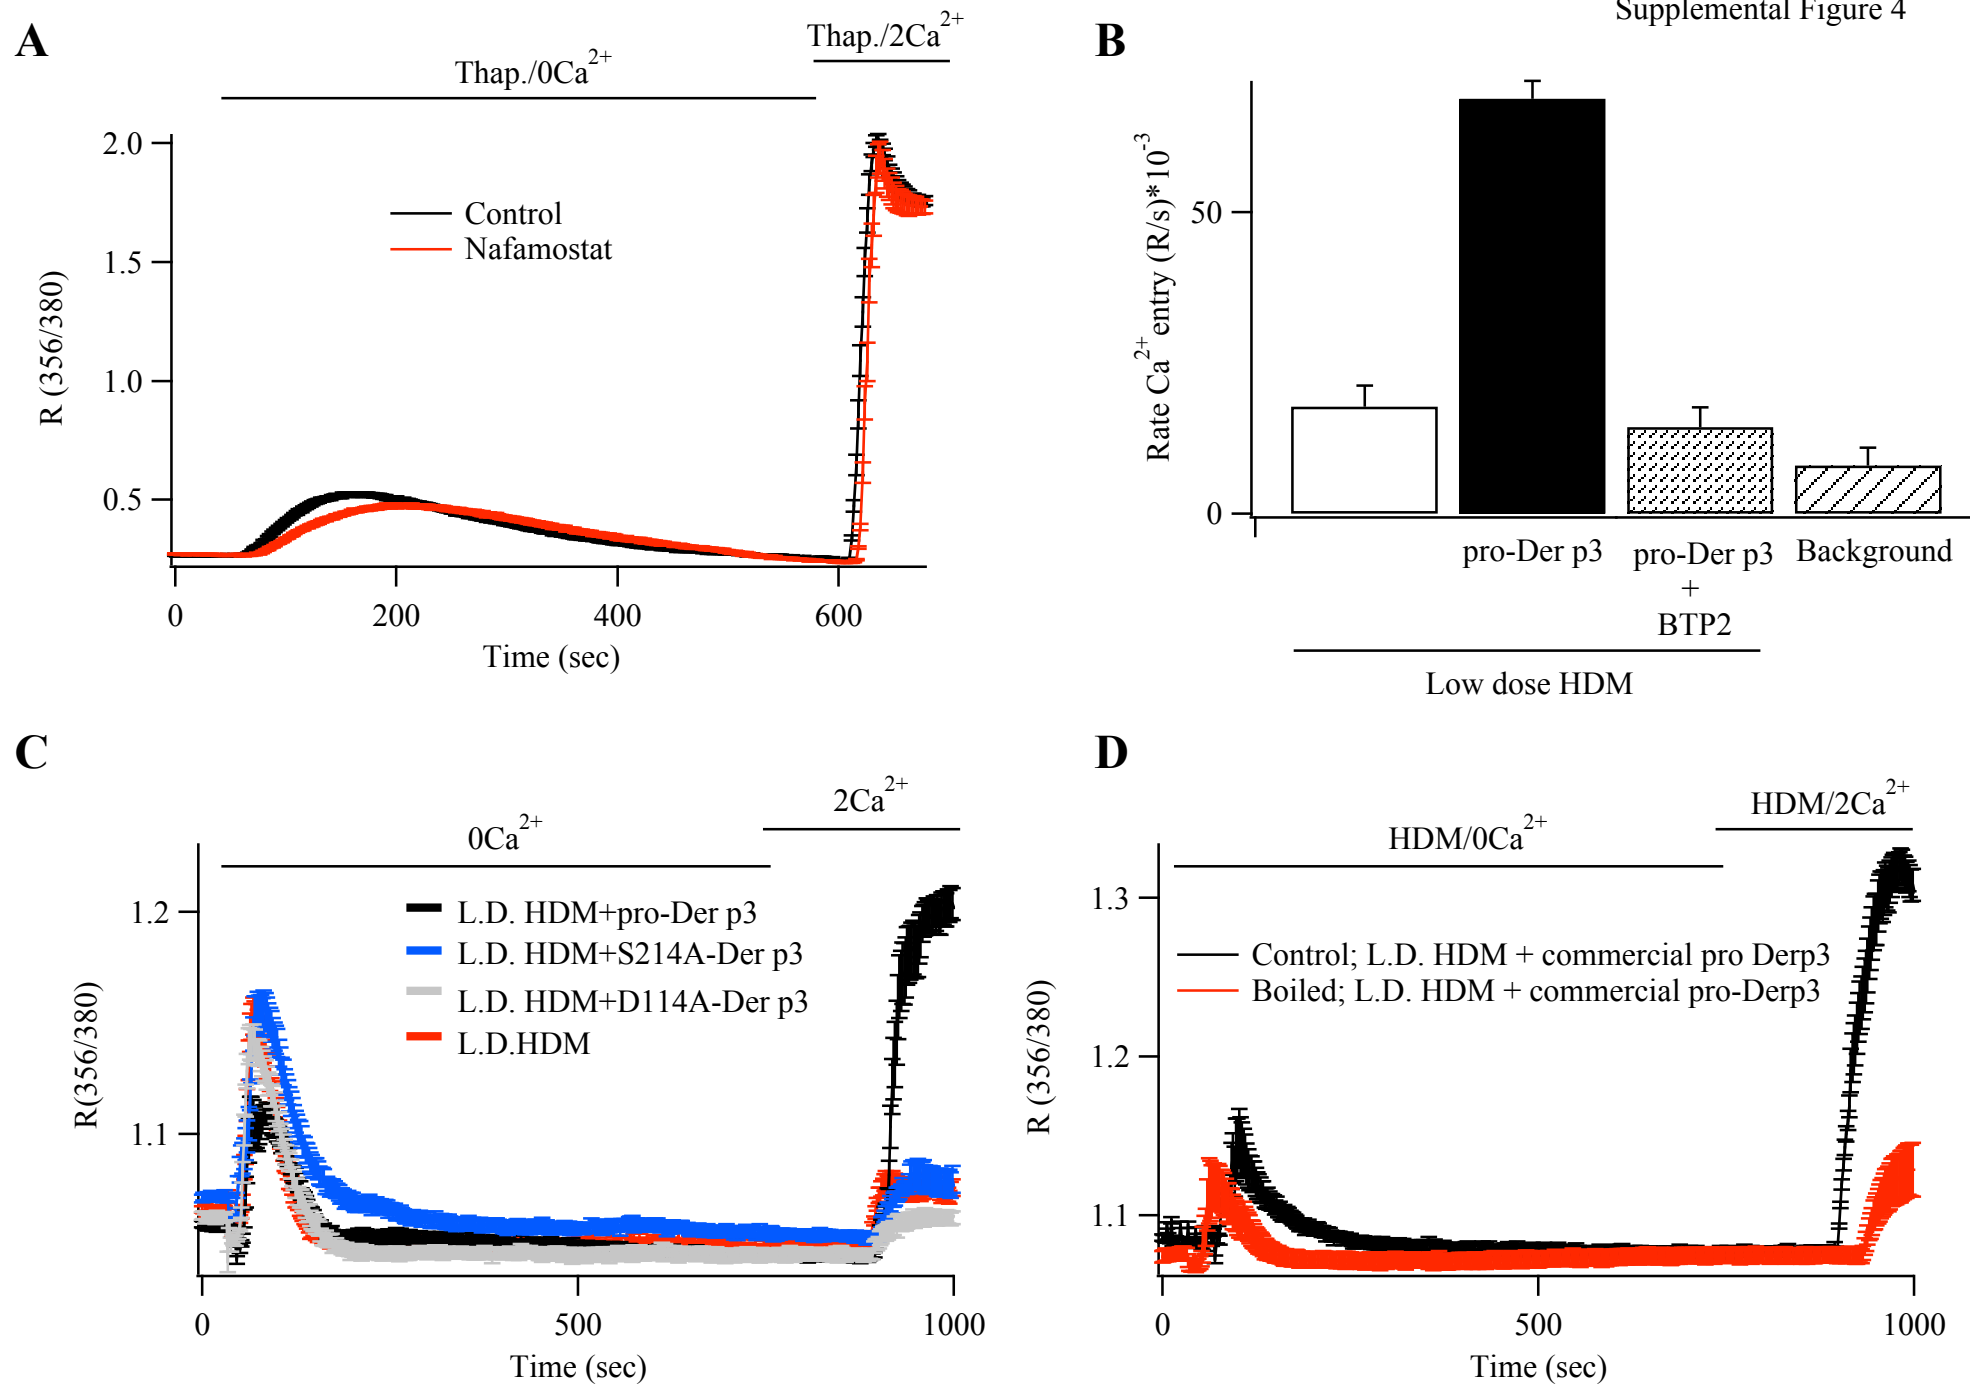 Supplemental Figure 4
A
Thap./0Ca2+
Thap./2Ca2+
2.0
1.5
1.0
0.5
R (356/380)
Control
Nafamostat
0 200 400 600
Time (sec)
B
Rate Ca2+ entry (R/s)*10-3
50
0
pro-Der p3
pro-Der p3
+
BTP2
Background
Low dose HDM
C
0Ca2+
2Ca2+
1.2
1.1
R(356/380)
L.D. HDM+pro-Der p3
L.D. HDM+S214A-Der p3
L.D. HDM+D114A-Der p3
L.D.HDM
0 500 1000
Time (sec)
D
HDM/0Ca2+
HDM/2Ca2+
1.3
1.2
1.1
R (356/380)
Control; L.D. HDM + commercial pro Derp3
Boiled; L.D. HDM + commercial pro-Derp3
0 500 1000
Time (sec)